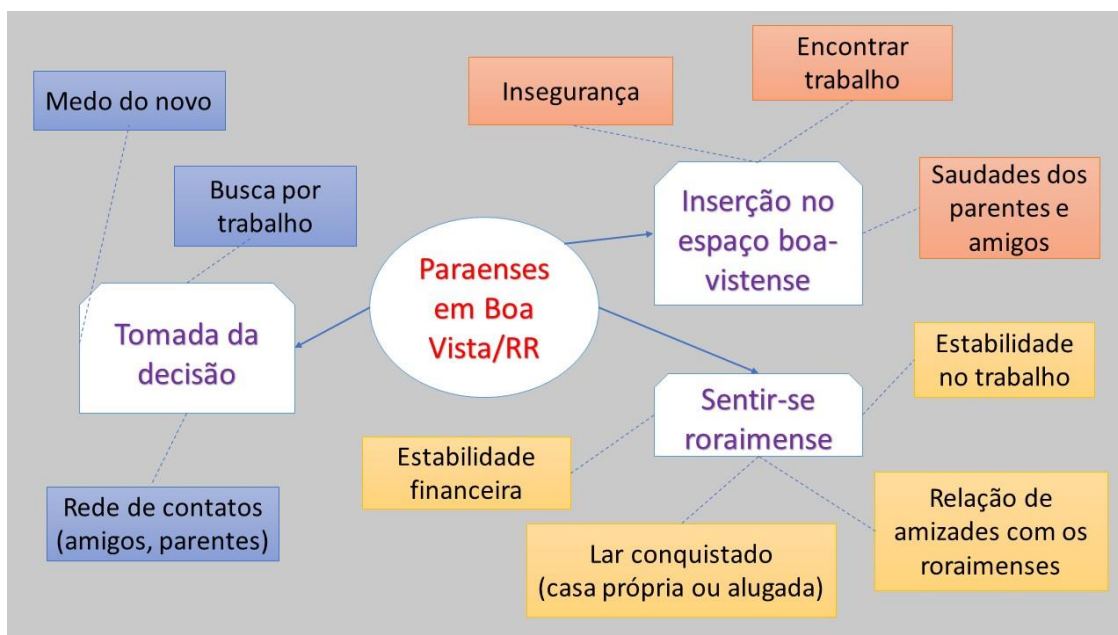 Medo do novo
Busca por
trabalho
Tomada da
decisão
Rede de contatos
(amigos, parentes)
Paraenses
em Boa
Vista/RR
Insegurança
Encontrar
trabalho
Inserção no
espaço boa-
vistense
Saudades dos
parentes e
amigos
Sentir-se
roraimense
Estabilidade
no trabalho
Estabilidade
financeira
Lar conquistado
(casa própria ou alugada)
Relação de
amizades com os
roraimenses